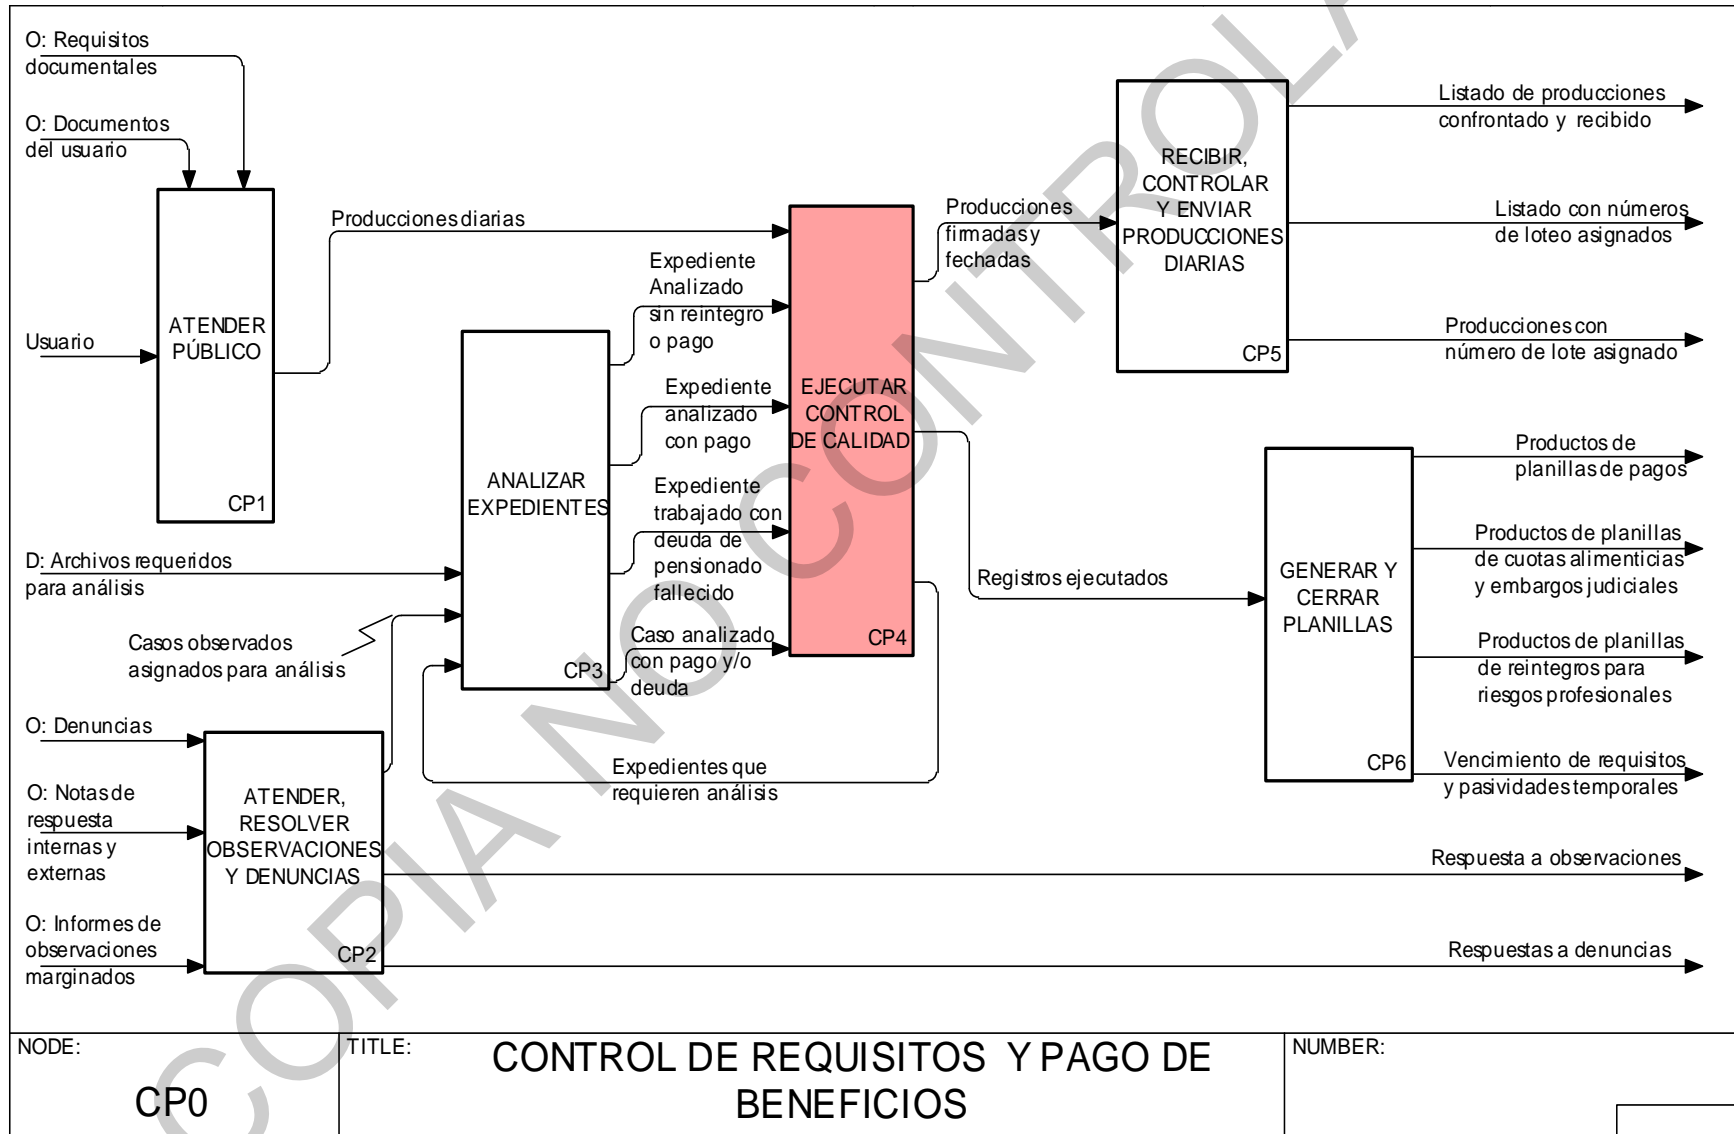 O: Requisitos
documentales
O: Documentos
del usuario
Usuario
ATENDER
PÚBLICO
CP1
Producciones diarias
Expediente
Analizado
sin reintegro
o pago
Expediente
analizado
con pago
Expediente
trabajado con
deuda de
pensionado
fallecido
Caso analizado
con pago y/o
deuda
ANALIZAR
EXPEDIENTES
CP3
D: Archivos requeridos
para análisis
Casos observados
asignados para análisis
EJECUTAR
CONTROL
DE CALIDAD
CP4
Producciones
firmadas y
fechadas
RECIBIR,
CONTROLAR
Y ENVIAR
PRODUCCIONES
DIARIAS
CP5
Listado de producciones
confrontado y recibido
Listado con números
de loteo asignados
Producciones con
número de lote asignado
Registros ejecutados
GENERAR Y
CERRAR
PLANILLAS
CP6
Productos de
planillas de pagos
Productos de planillas
de cuotas alimenticias
y embargos judiciales
Productos de planillas
de reintegros para
riesgos profesionales
Vencimiento de requisitos
y pasividades temporales
Expedientes que
requieren análisis
O: Denuncias
O: Notas de
respuesta
internas y
externas
O: Informes de
observaciones
marginados
ATENDER,
RESOLVER
OBSERVACIONES
Y DENUNCIAS
CP2
Respuesta a observaciones
Respuestas a denuncias
COPIA NO CONTROLA
NODE:
CP0
TITLE:
CONTROL DE REQUISITOS Y PAGO DE
BENEFICIOS
NUMBER: